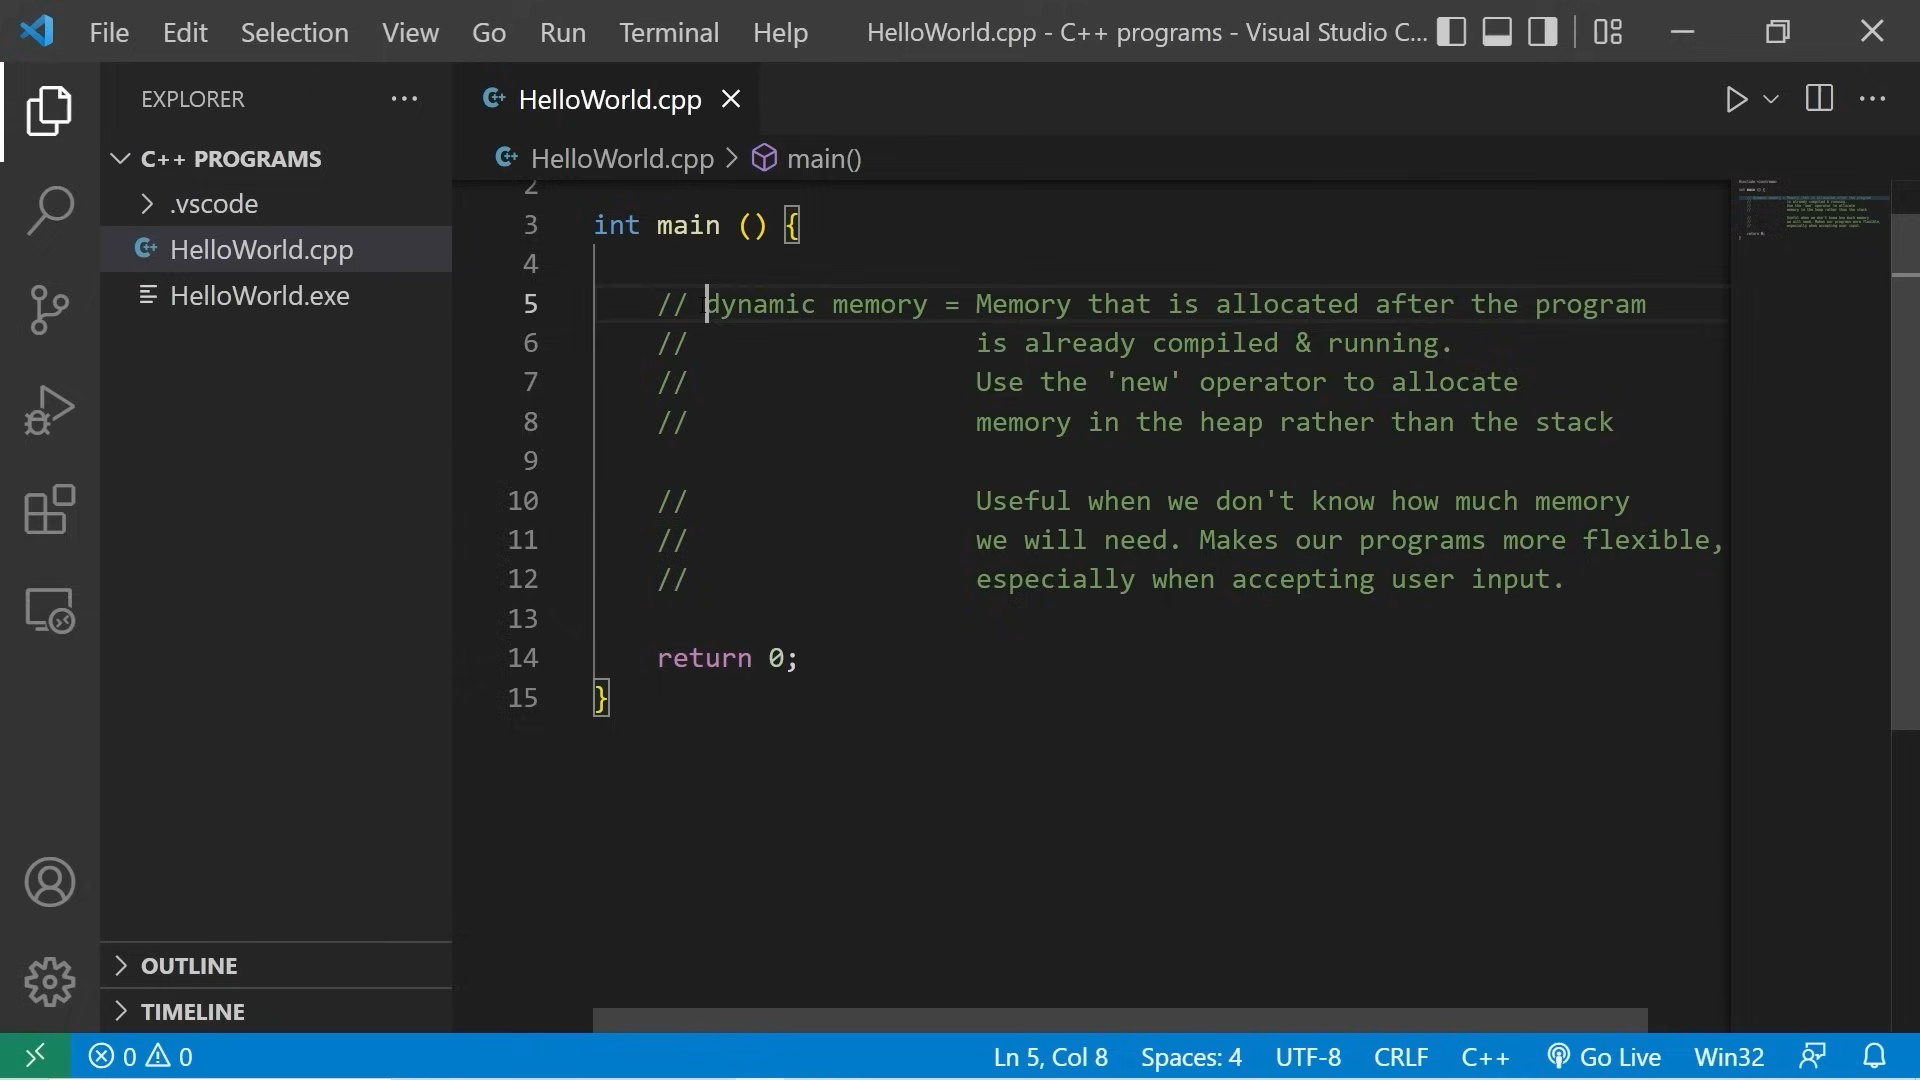 File Edit Selection View Go Run Terminal Help HelloWorld.cpp - C++ programs - Visual Studio C...
EXPLORER
C++ PROGRAMS
.vscode
HelloWorld.cpp
HelloWorld.exe
OUTLINE
TIMELINE
HelloWorld.cpp
HelloWorld.cpp > main()
2
3 int main () {
4
5 // dynamic memory = Memory that is allocated after the program
6 // is already compiled & running.
7 // Use the 'new' operator to allocate
8 // memory in the heap rather than the stack
9
10 // Useful when we don't know how much memory
11 // we will need. Makes our programs more flexible,
12 // especially when accepting user input.
13
14 return 0;
15 }
0 0 Ln 5, Col 8 Spaces: 4 UTF-8 CRLF C++ Go Live Win32